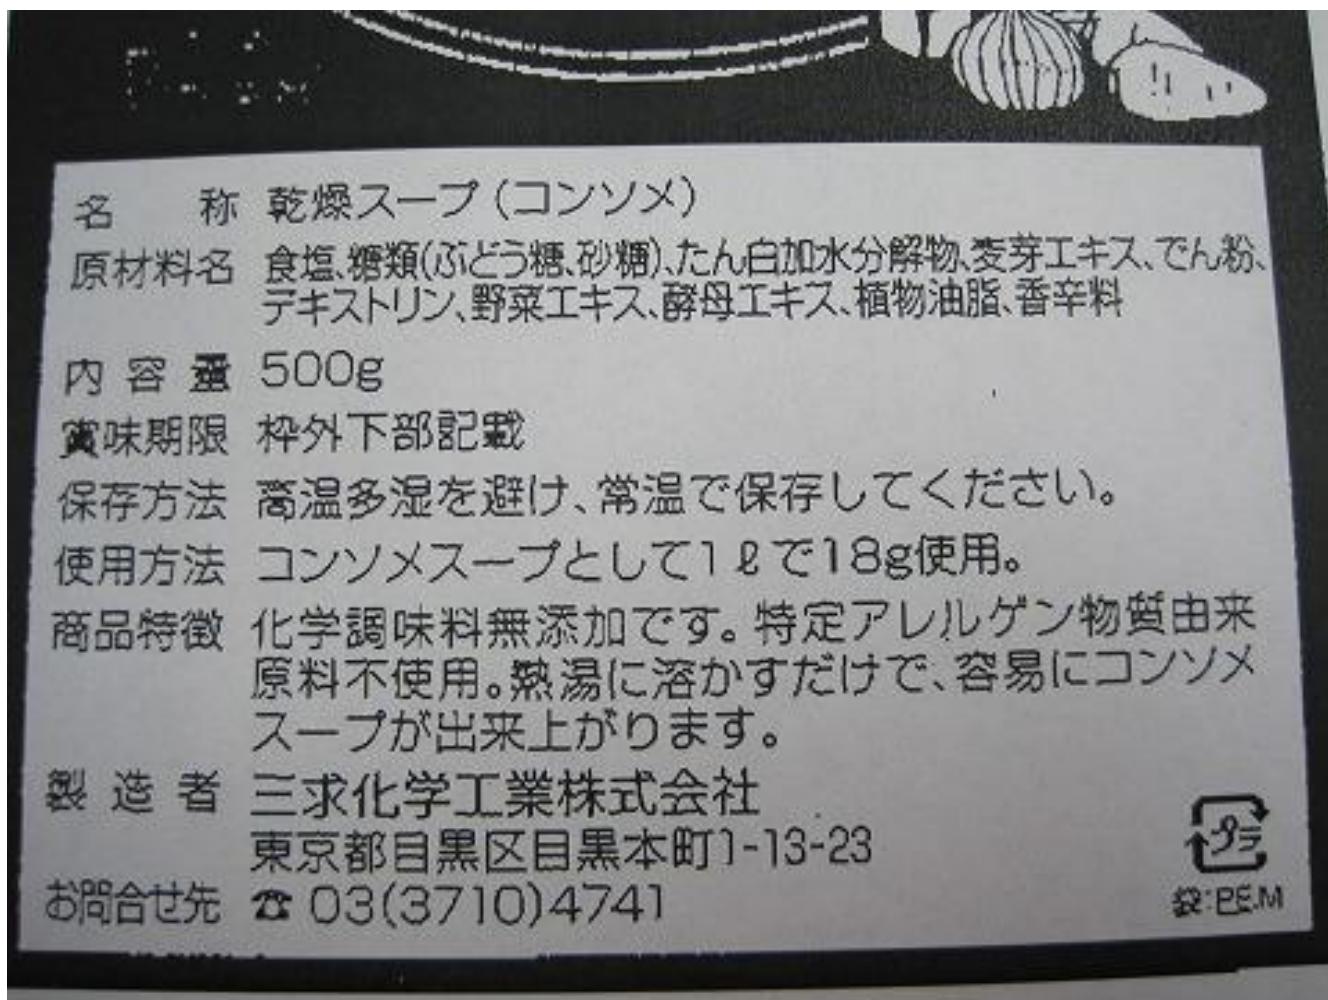 名称 乾燥スープ(コンソメ)
原材料名 食塩、糖類(ぶどう糖、砂糖)、たん白加水分解物、麦芽エキス、でん粉、
デキストリン、野菜エキス、酵母エキス、植物油脂、香辛料
内容量 500g
賞味期限 枠外下部記載
保存方法 高温多湿を避け、常温で保存してください。
使用方法 コンソメスープとして1ℓで18g使用。
商品特徴 化学調味料無添加です。特定アレルゲン物質由来
原料不使用。熱湯に溶かすだけで、容易にコンソメ
スープが出来上がります。
製造者 三求化学工業株式会社
東京都目黒区目黒本町1-13-23
お問合せ先 ☎ 03(3710)4741
プラ
袋:PE.M